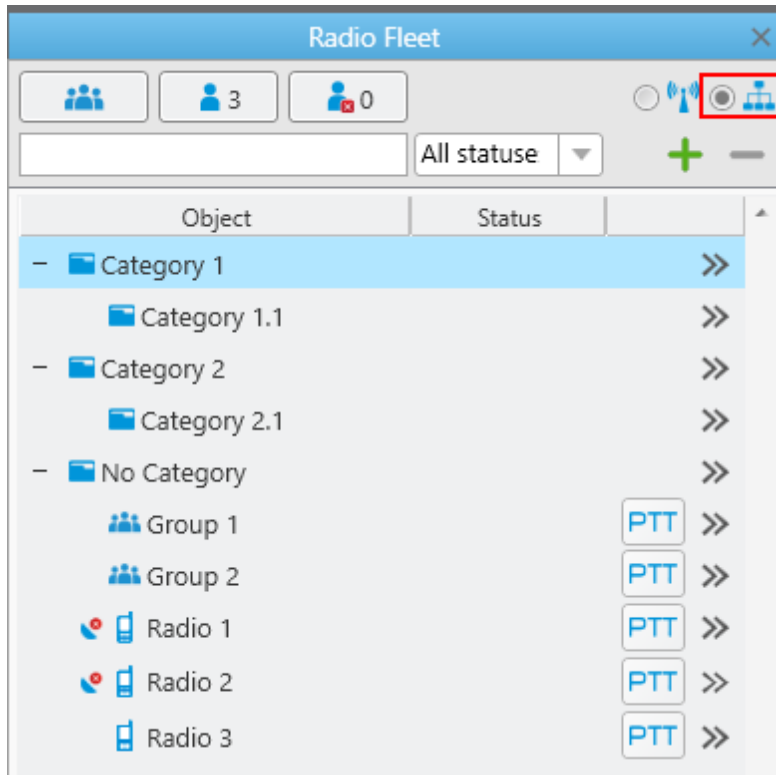 Radio Fleet
3 0
All statuse
Object Status
Category 1
Category 1.1
Category 2
Category 2.1
No Category
Group 1 PTT
Group 2 PTT
Radio 1 PTT
Radio 2 PTT
Radio 3 PTT